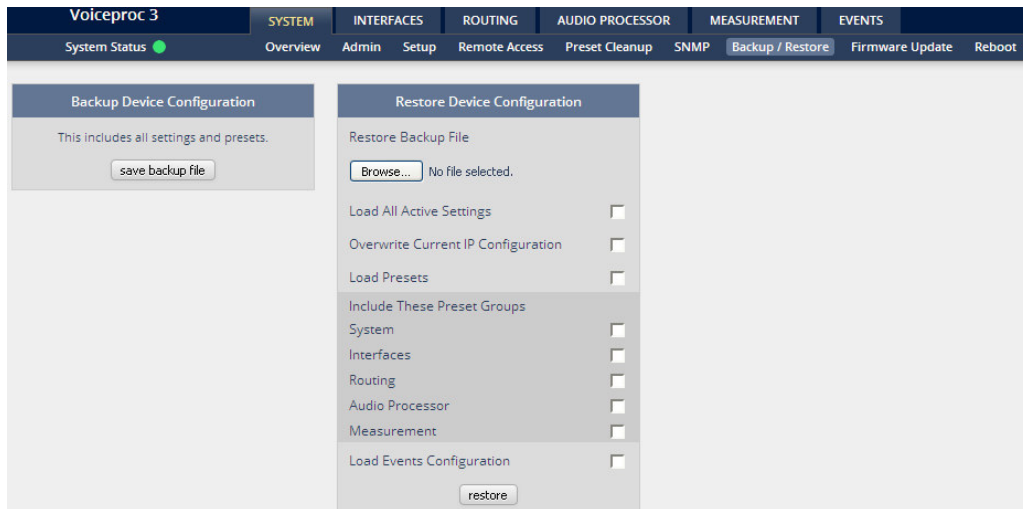 Voiceproc 3
SYSTEM INTERFACES ROUTING AUDIO PROCESSOR MEASUREMENT EVENTS
System Status Overview Admin Setup Remote Access Preset Cleanup SNMP Backup / Restore Firmware Update Reboot
Backup Device Configuration
This includes all settings and presets.
save backup file
Restore Device Configuration
Restore Backup File
Browse... No file selected.
Load All Active Settings
Overwrite Current IP Configuration
Load Presets
Include These Preset Groups
System
Interfaces
Routing
Audio Processor
Measurement
Load Events Configuration
restore